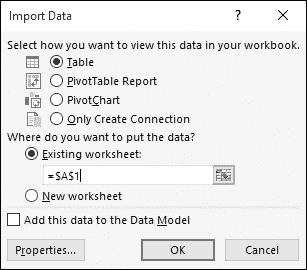 Import Data
?
Select how you want to view this data in your workbook.
Table
PivotTable Report
PivotChart
Only Create Connection
Where do you want to put the data?
Existing worksheet:
=$A$1
New worksheet
Add this data to the Data Model
Properties... OK Cancel